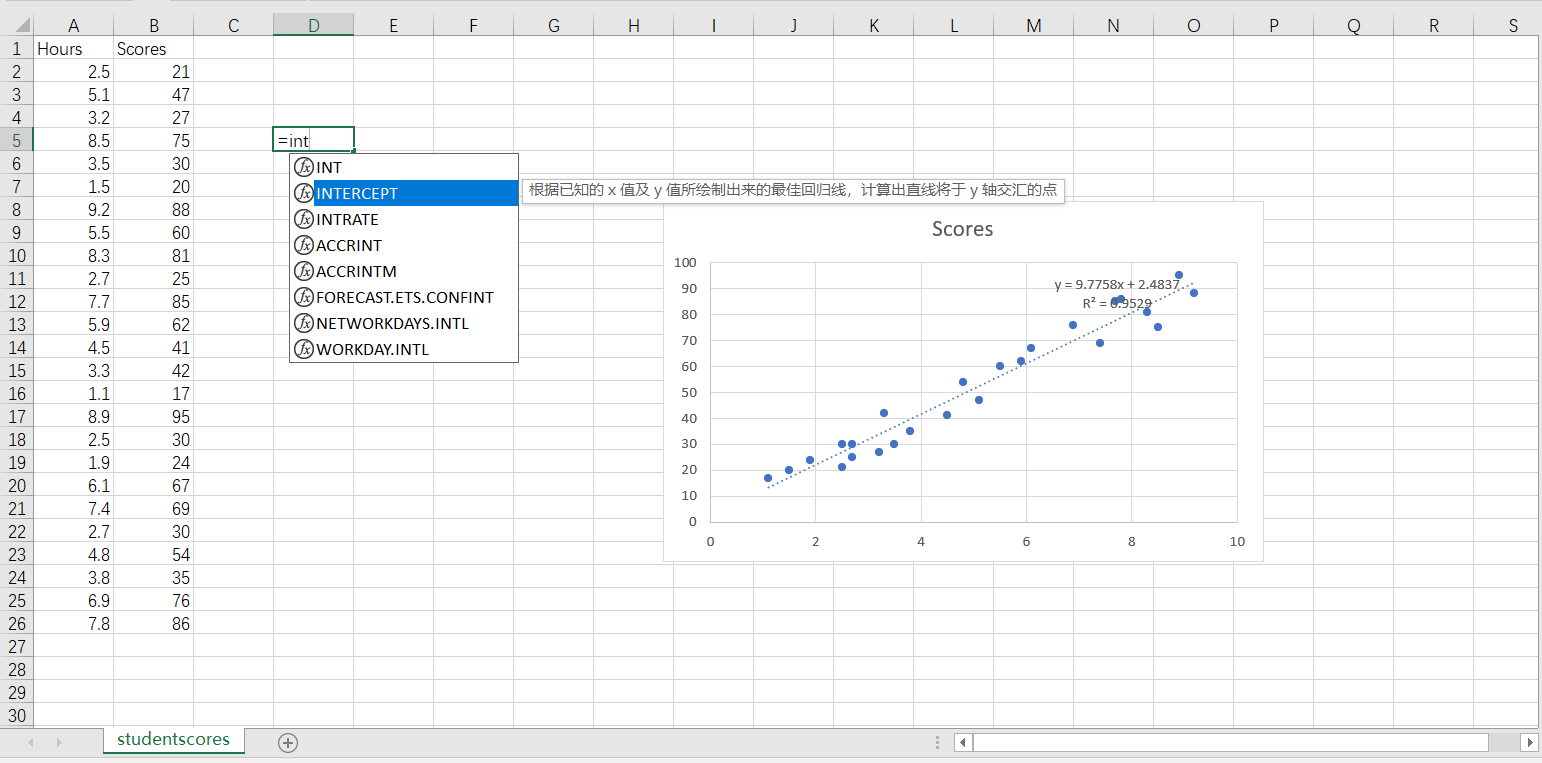 A B C D E F G H I J K L M N O P Q R S
1 Hours Scores
2 2.5 21
3 5.1 47
4 3.2 27
5 8.5 75 =int
6 3.5 30 INT
7 1.5 20 INTERCEPT 根据已知的 x 值及 y 值所绘制出来的最佳回归线，计算出直线将于 y 轴交汇的点
8 9.2 88 INTRATE
9 5.5 60 ACCRINT
10 8.3 81 ACCRINTM
11 2.7 25 FORECAST.ETS.CONFINT
12 7.7 85 NETWORKDAYS.INTL
13 5.9 62 WORKDAY.INTL
14 4.5 41
15 3.3 42
16 1.1 17
17 8.9 95
18 2.5 30
19 1.9 24
20 6.1 67
21 7.4 69
22 2.7 30
23 4.8 54
24 3.8 35
25 6.9 76
26 7.8 86
27
28
29
30
Scores
100
90
80
70
60
50
40
30
20
10
0
y = 9.7758x + 2.4837
R² = 0.9529
0 2 4 6 8 10
studentscores